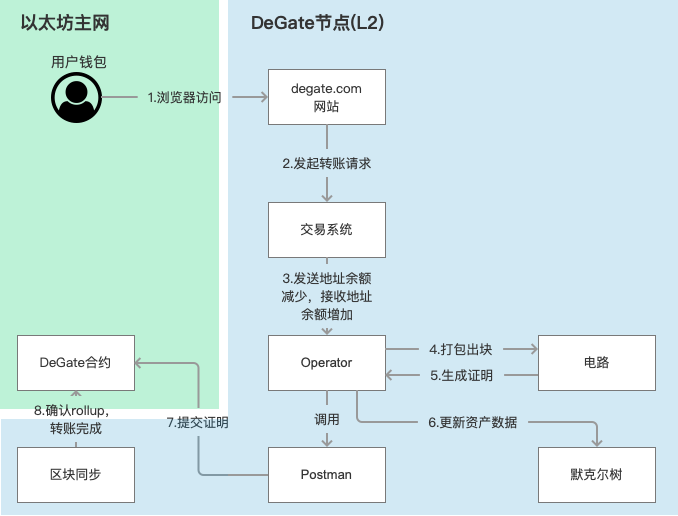 以太坊主网
DeGate节点(L2)
用户钱包
1.浏览器访问
degate.com
网站
2.发起转账请求
交易系统
3.发送地址余额
减少，接收地址
余额增加
DeGate合约
Operator
4.打包出块
5.生成证明
电路
8.确认rollup，
转账完成
7.提交证明
调用
6.更新资产数据
区块同步
Postman
默克尔树